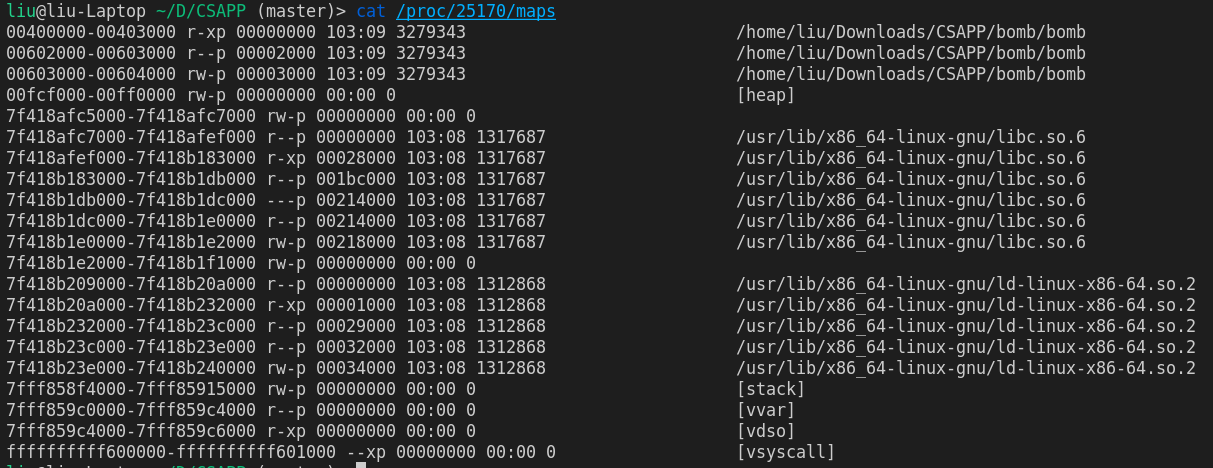 liu@liu-Laptop ~/D/CSAPP (master)> cat /proc/25170/maps
00400000-00403000 r-xp 00000000 103:09 3279343 /home/liu/Downloads/CSAPP/bomb/bomb
00602000-00603000 r--p 00002000 103:09 3279343 /home/liu/Downloads/CSAPP/bomb/bomb
00603000-00604000 rw-p 00003000 103:09 3279343 /home/liu/Downloads/CSAPP/bomb/bomb
00fcf000-00ff0000 rw-p 00000000 00:00 0 [heap]
7f418afc5000-7f418afc7000 rw-p 00000000 00:00 0
7f418afc7000-7f418afef000 r--p 00000000 103:08 1317687 /usr/lib/x86_64-linux-gnu/libc.so.6
7f418afef000-7f418b183000 r-xp 00028000 103:08 1317687 /usr/lib/x86_64-linux-gnu/libc.so.6
7f418b183000-7f418b1db000 r--p 001bc000 103:08 1317687 /usr/lib/x86_64-linux-gnu/libc.so.6
7f418b1db000-7f418b1dc000 ---p 00214000 103:08 1317687 /usr/lib/x86_64-linux-gnu/libc.so.6
7f418b1dc000-7f418b1e0000 r--p 00214000 103:08 1317687 /usr/lib/x86_64-linux-gnu/libc.so.6
7f418b1e0000-7f418b1e2000 rw-p 00218000 103:08 1317687 /usr/lib/x86_64-linux-gnu/libc.so.6
7f418b1e2000-7f418b1f1000 rw-p 00000000 00:00 0
7f418b209000-7f418b20a000 r--p 00000000 103:08 1312868 /usr/lib/x86_64-linux-gnu/ld-linux-x86-64.so.2
7f418b20a000-7f418b232000 r-xp 00001000 103:08 1312868 /usr/lib/x86_64-linux-gnu/ld-linux-x86-64.so.2
7f418b232000-7f418b23c000 r--p 00029000 103:08 1312868 /usr/lib/x86_64-linux-gnu/ld-linux-x86-64.so.2
7f418b23c000-7f418b23e000 r--p 00032000 103:08 1312868 /usr/lib/x86_64-linux-gnu/ld-linux-x86-64.so.2
7f418b23e000-7f418b240000 rw-p 00034000 103:08 1312868 /usr/lib/x86_64-linux-gnu/ld-linux-x86-64.so.2
7fff858f4000-7fff85915000 rw-p 00000000 00:00 0 [stack]
7fff859c0000-7fff859c4000 r--p 00000000 00:00 0 [vvar]
7fff859c4000-7fff859c6000 r-xp 00000000 00:00 0 [vdso]
ffffffffff600000-ffffffffff601000 --xp 00000000 00:00 0 [vsyscall]
liu@liu-Laptop ~/D/CSAPP (master)>